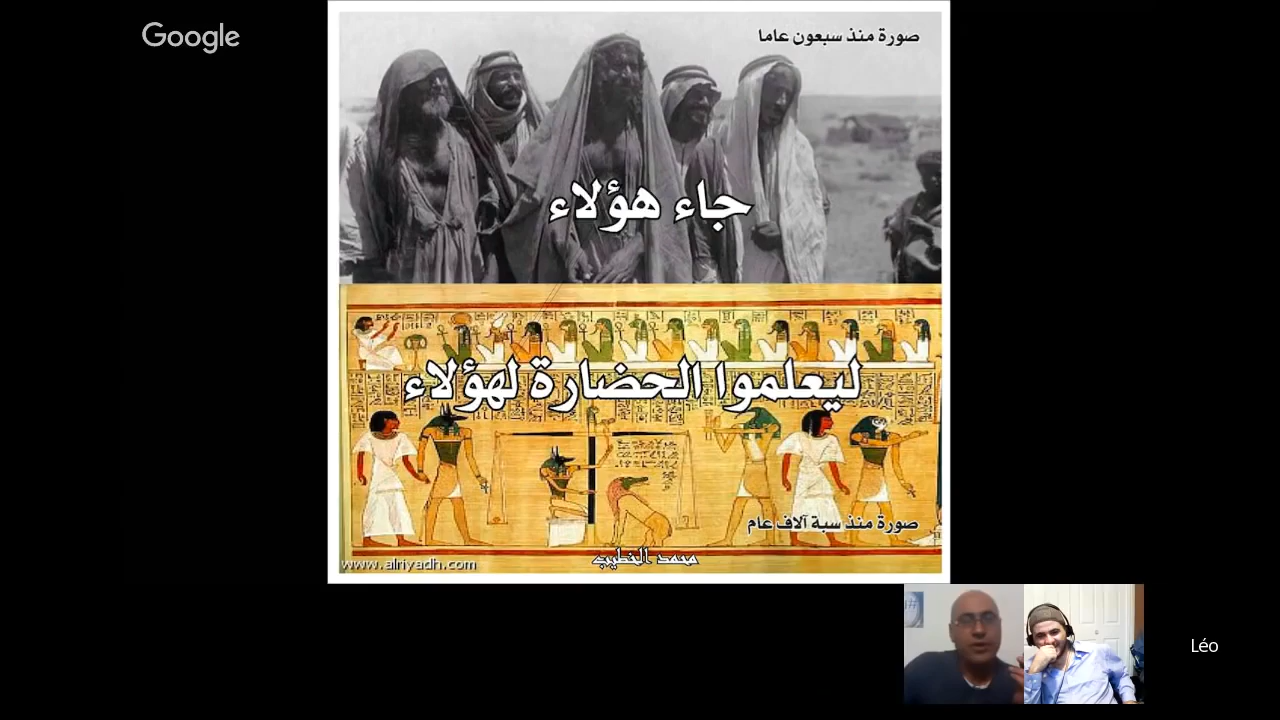 Google
صورة منذ سبعون عاما
جاء هؤلاء
ليعلموا الحضارة لهؤلاء
صورة منذ سبة آلاف عام
محمد الخطيب
www.alriyadh.com
Léo